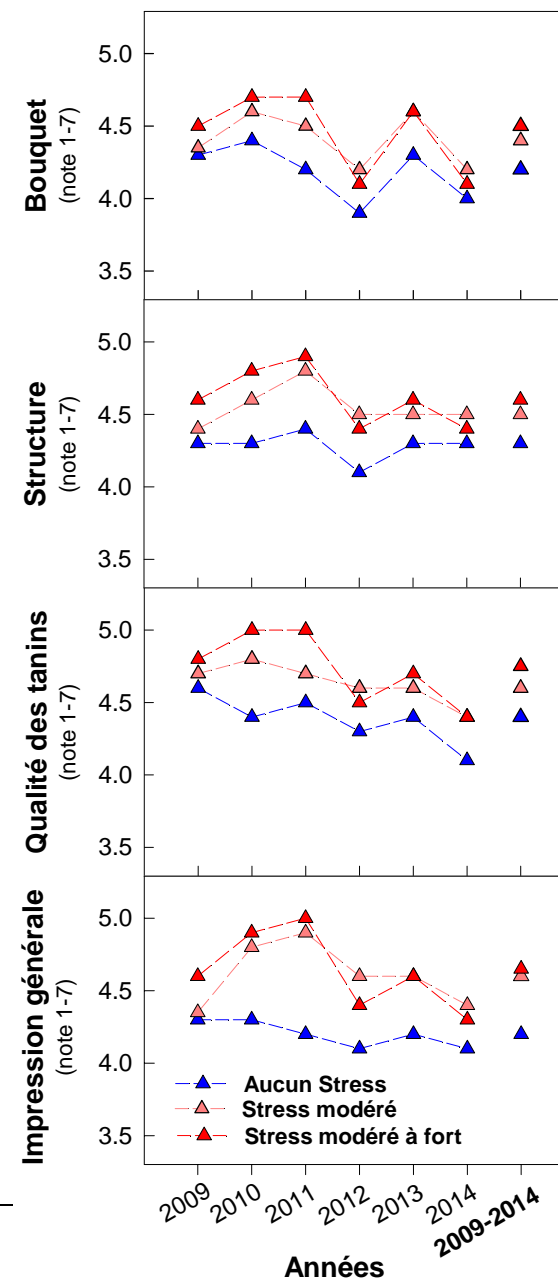 Bouquet
(note 1-7)
5.0
4.5
4.0
3.5
Structure
(note 1-7)
5.0
4.5
4.0
3.5
Qualité des tanins
(note 1-7)
5.0
4.5
4.0
3.5
Impression générale
(note 1-7)
5.0
4.5
4.0
3.5
Aucun Stress
Stress modéré
Stress modéré à fort
2009 2010 2011 2012 2013 2014 2009-2014
Années